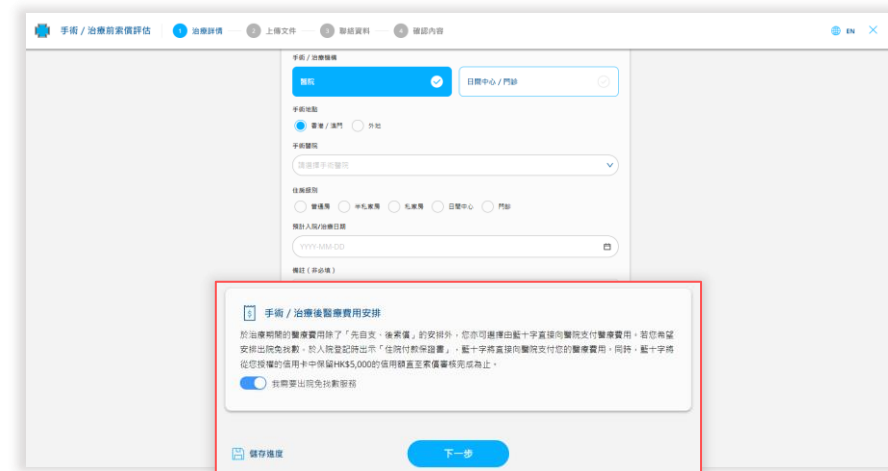 手術 / 治療前索償評估 1 治療詳情 2 上傳文件 3 聯絡資料 4 確認內容 EN
手術 / 治療機構
醫院 日間中心 / 門診
手術地點
香港 / 澳門 外地
手術醫院
請選擇手術醫院
住房級別
普通房 半私家房 私家房 日間中心 門診
預計入院/治療日期
YYYY-MM-DD
備註 ( 非必填 )
手術 / 治療後醫療費用安排
於治療期間的醫療費用除了「先自支、後索償」的安排外，您亦可選擇由藍十字直接向醫院支付醫療費用。若您希望
安排出院免找數，於入院登記時出示「住院付款保證書」，藍十字將直接向醫院支付您的醫療費用。同時，藍十字將
從您授權的信用卡中保留HK$5,000的信用額直至索償審核完成為止。
我需要出院免找數服務
儲存進度 下一步